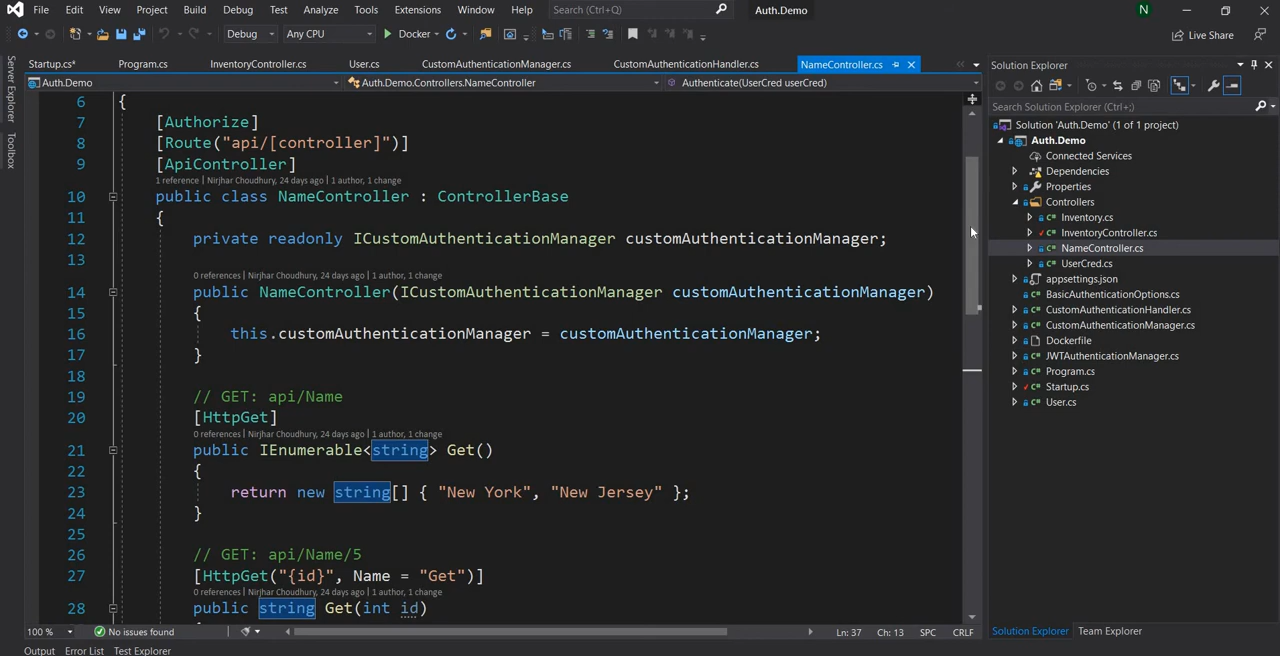 File Edit View Project Build Debug Test Analyze Tools Extensions Window Help Search (Ctrl+Q) Auth.Demo N
Debug Any CPU Docker Live Share
Startup.cs* Program.cs InventoryController.cs User.cs CustomAuthenticationManager.cs CustomAuthenticationHandler.cs NameController.cs
Auth.Demo Auth.Demo.Controllers.NameController Authenticate(UserCred userCred)
Server Explorer
Toolbox
6 {
7 [Authorize]
8 [Route("api/[controller]")]
9 [ApiController]
1 reference | Nirjhar Choudhury, 24 days ago | 1 author, 1 change
10 public class NameController : ControllerBase
11 {
12 private readonly ICustomAuthenticationManager customAuthenticationManager;
13
0 references | Nirjhar Choudhury, 24 days ago | 1 author, 1 change
14 public NameController(ICustomAuthenticationManager customAuthenticationManager)
15 {
16 this.customAuthenticationManager = customAuthenticationManager;
17 }
18
19 // GET: api/Name
20 [HttpGet]
0 references | Nirjhar Choudhury, 24 days ago | 1 author, 1 change
21 public IEnumerable<string> Get()
22 {
23 return new string[] { "New York", "New Jersey" };
24 }
25
26 // GET: api/Name/5
27 [HttpGet("{id}", Name = "Get")]
0 references | Nirjhar Choudhury, 24 days ago | 1 author, 1 change
28 public string Get(int id)
100 % No issues found Ln: 37 Ch: 13 SPC CRLF
Output Error List Test Explorer
Solution Explorer
Search Solution Explorer (Ctrl+;)
Solution 'Auth.Demo' (1 of 1 project)
Auth.Demo
Connected Services
Dependencies
Properties
Controllers
C# Inventory.cs
C# InventoryController.cs
C# NameController.cs
C# UserCred.cs
appsettings.json
C# BasicAuthenticationOptions.cs
C# CustomAuthenticationHandler.cs
C# CustomAuthenticationManager.cs
Dockerfile
C# JWTAuthenticationManager.cs
C# Program.cs
C# Startup.cs
C# User.cs
Solution Explorer Team Explorer